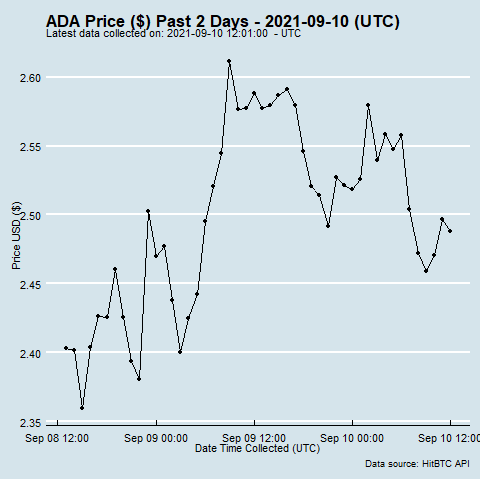 ADA Price ($) Past 2 Days - 2021-09-10 (UTC)
Latest data collected on: 2021-09-10 12:01:00 - UTC
Price USD ($)
2.60
2.55
2.50
2.45
2.40
2.35
Sep 08 12:00 Sep 09 00:00 Sep 09 12:00 Sep 10 00:00 Sep 10 12:00
Date Time Collected (UTC)
Data source: HitBTC API